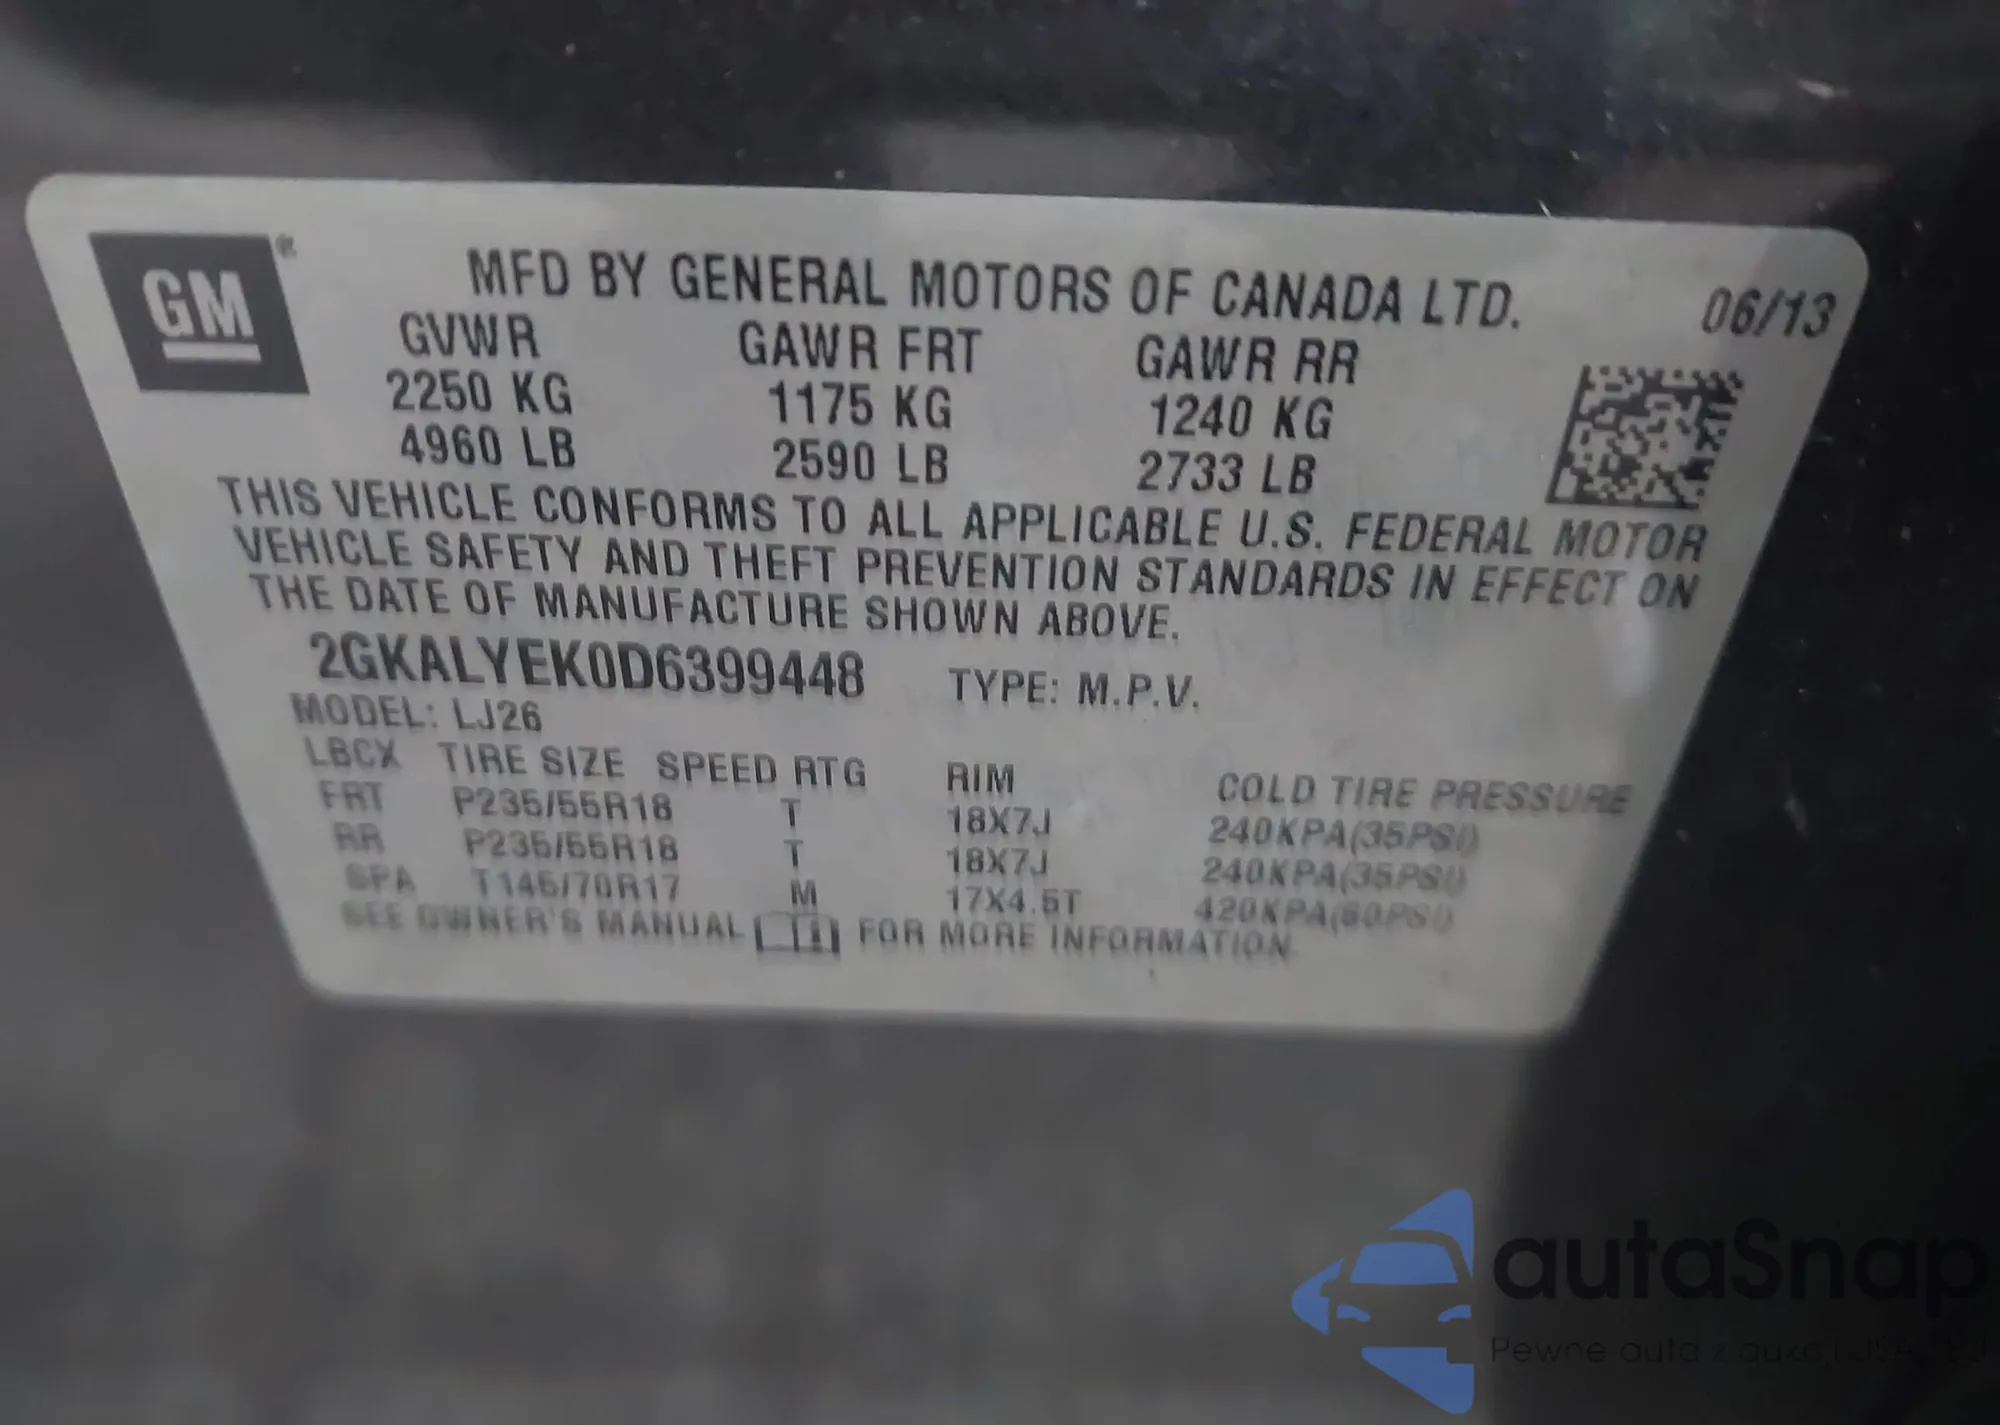 GM®
MFD BY GENERAL MOTORS OF CANADA LTD.
06/13
GVWR GAWR FRT GAWR RR
2250 KG 1175 KG 1240 KG
4960 LB 2590 LB 2733 LB
THIS VEHICLE CONFORMS TO ALL APPLICABLE U.S. FEDERAL MOTOR
VEHICLE SAFETY AND THEFT PREVENTION STANDARDS IN EFFECT ON
THE DATE OF MANUFACTURE SHOWN ABOVE.
2GKALYEK0D6399448 TYPE: M.P.V.
MODEL: LJ26
LBCX TIRE SIZE SPEED RTG RIM COLD TIRE PRESSURE
FRT P235/55R18 T 18X7J 240KPA(35PSI)
RR P235/55R18 T 18X7J 240KPA(35PSI)
SPA T145/70R17 M 17X4.5T 420KPA(60PSI)
SEE OWNER'S MANUAL FOR MORE INFORMATION
autaSnap
Pewne auta z